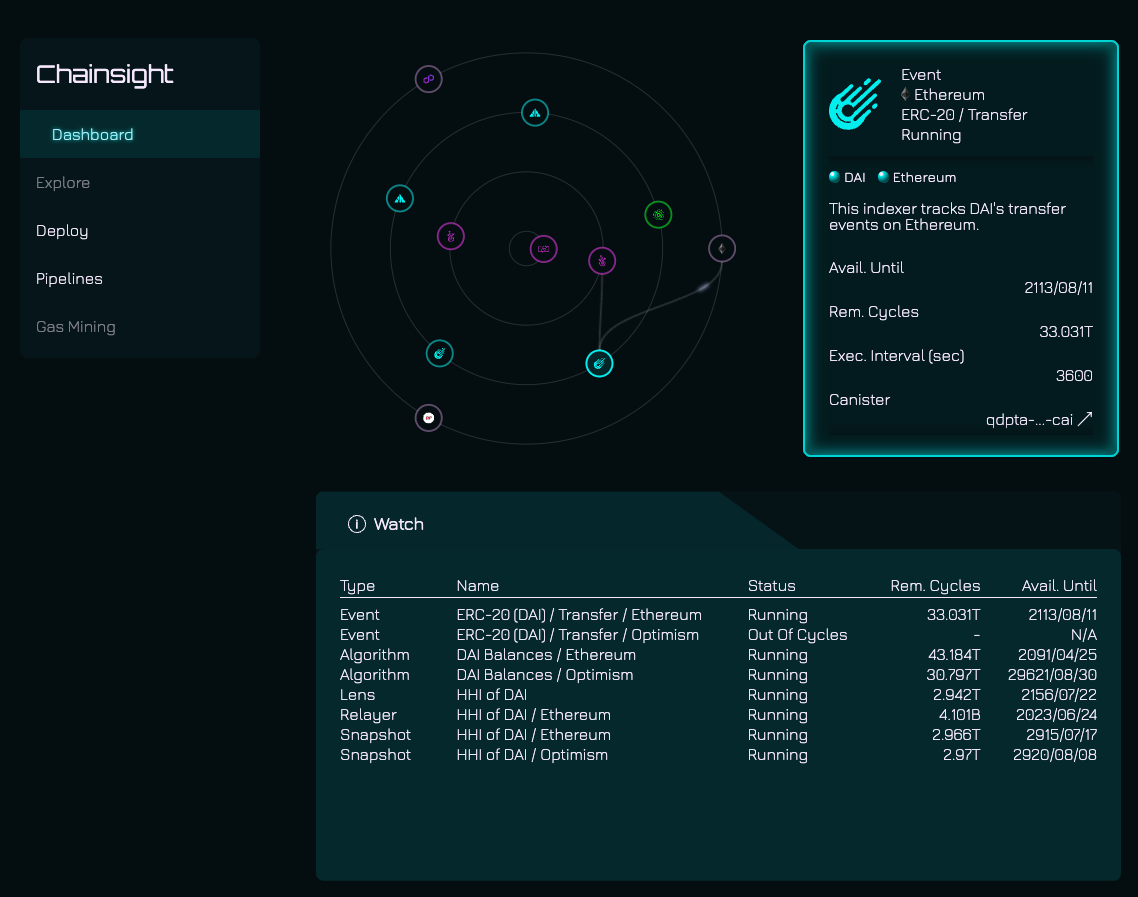 Chainsight
Dashboard
Explore
Deploy
Pipelines
Gas Mining
Event
Ethereum
ERC-20 / Transfer
Running
DAI Ethereum
This indexer tracks DAI's transfer
events on Ethereum.
Avail. Until
2113/08/11
Rem. Cycles
33.031T
Exec. Interval (sec)
3600
Canister
qdpta-...-cai
Watch
Type Name Status Rem. Cycles Avail. Until
Event ERC-20 (DAI) / Transfer / Ethereum Running 33.031T 2113/08/11
Event ERC-20 (DAI) / Transfer / Optimism Out Of Cycles - N/A
Algorithm DAI Balances / Ethereum Running 43.184T 2091/04/25
Algorithm DAI Balances / Optimism Running 30.797T 29621/08/30
Lens HHI of DAI Running 2.942T 2156/07/22
Relayer HHI of DAI / Ethereum Running 4.101B 2023/06/24
Snapshot HHI of DAI / Ethereum Running 2.966T 2915/07/17
Snapshot HHI of DAI / Optimism Running 2.97T 2920/08/08